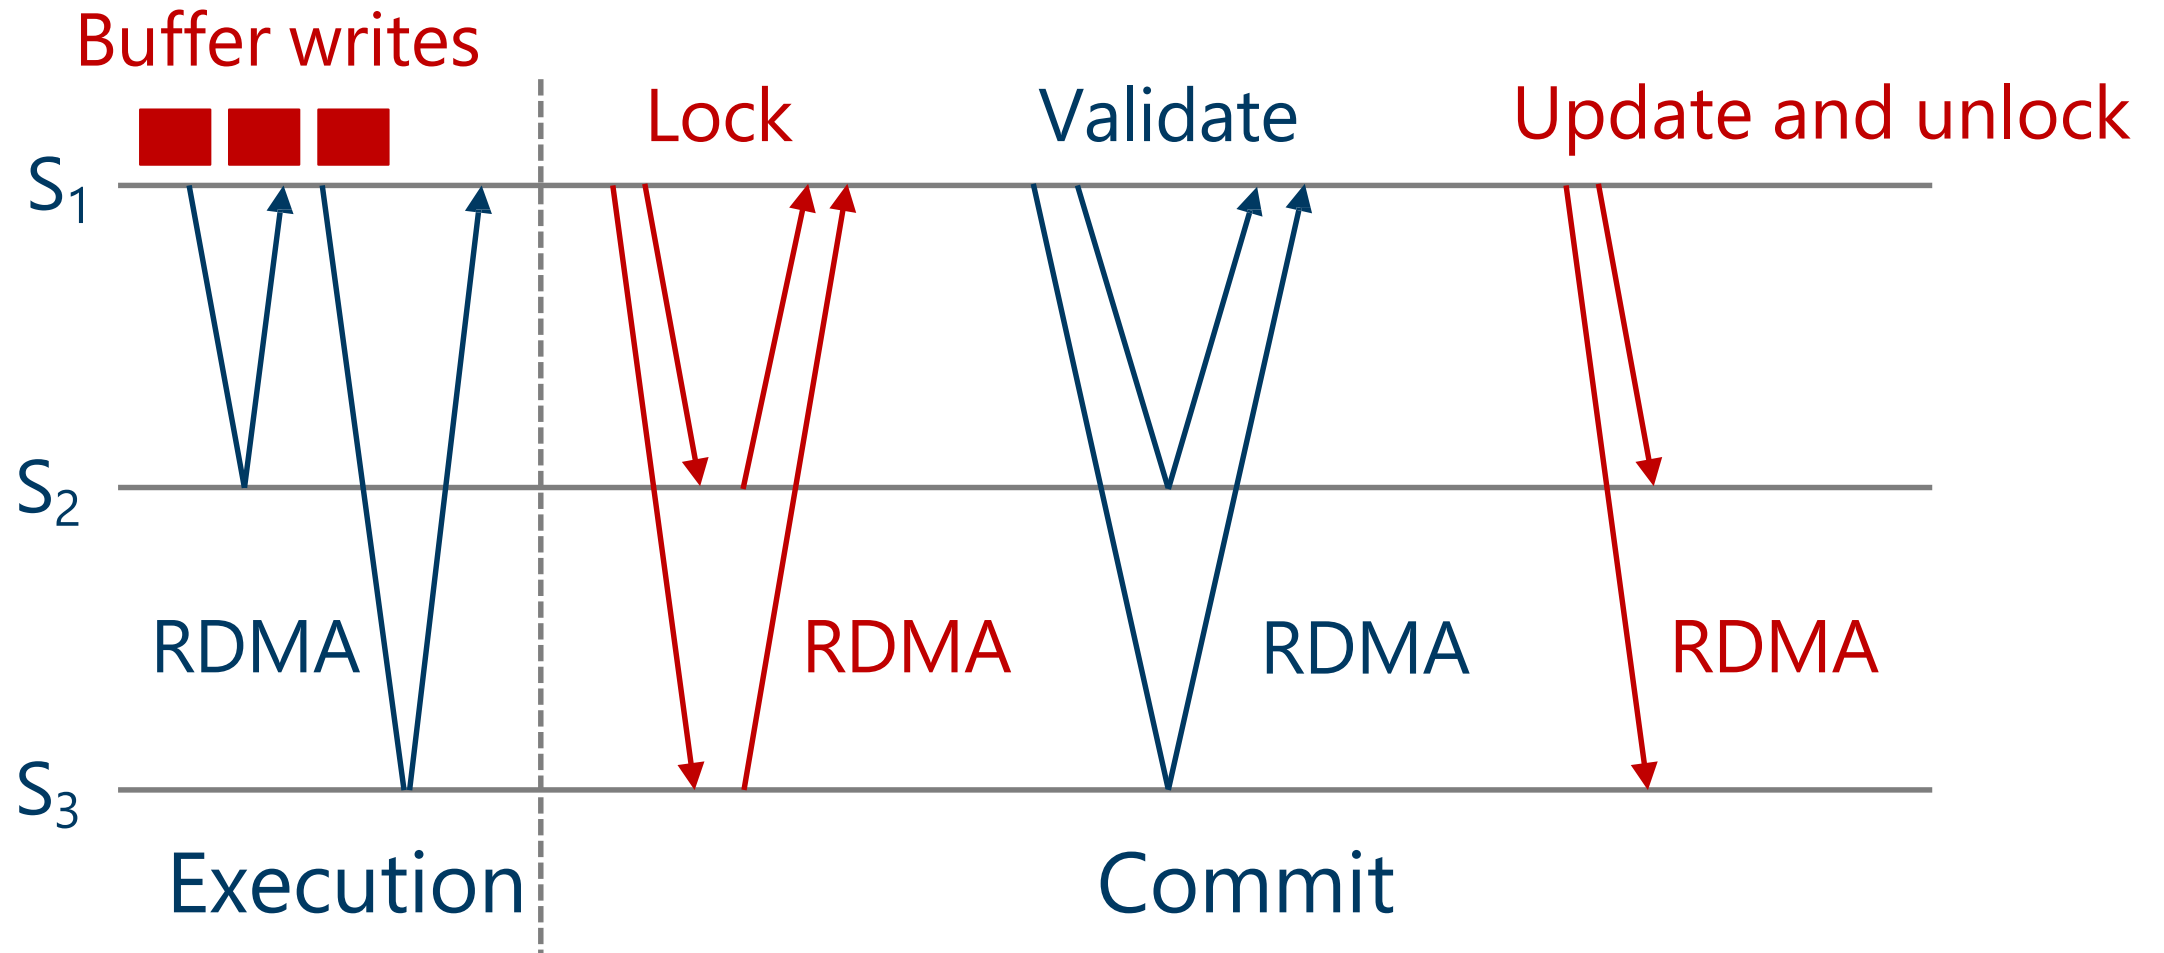 Buffer writes
Lock
Validate
Update and unlock
S1
S2
RDMA
RDMA
RDMA
RDMA
S3
Execution
Commit